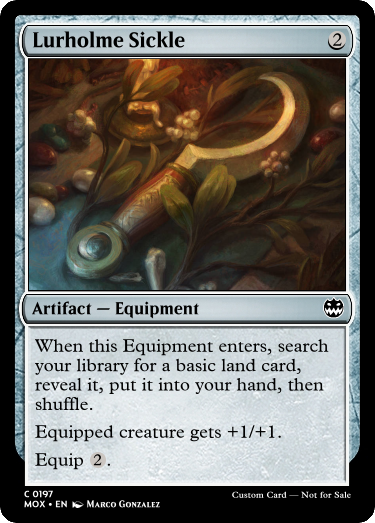 Lurholme Sickle 2
Artifact — Equipment
When this Equipment enters, search
your library for a basic land card,
reveal it, put it into your hand, then
shuffle.
Equipped creature gets +1/+1.
Equip 2.
C 0197
MOX • EN Marco Gonzalez
Custom Card — Not for Sale